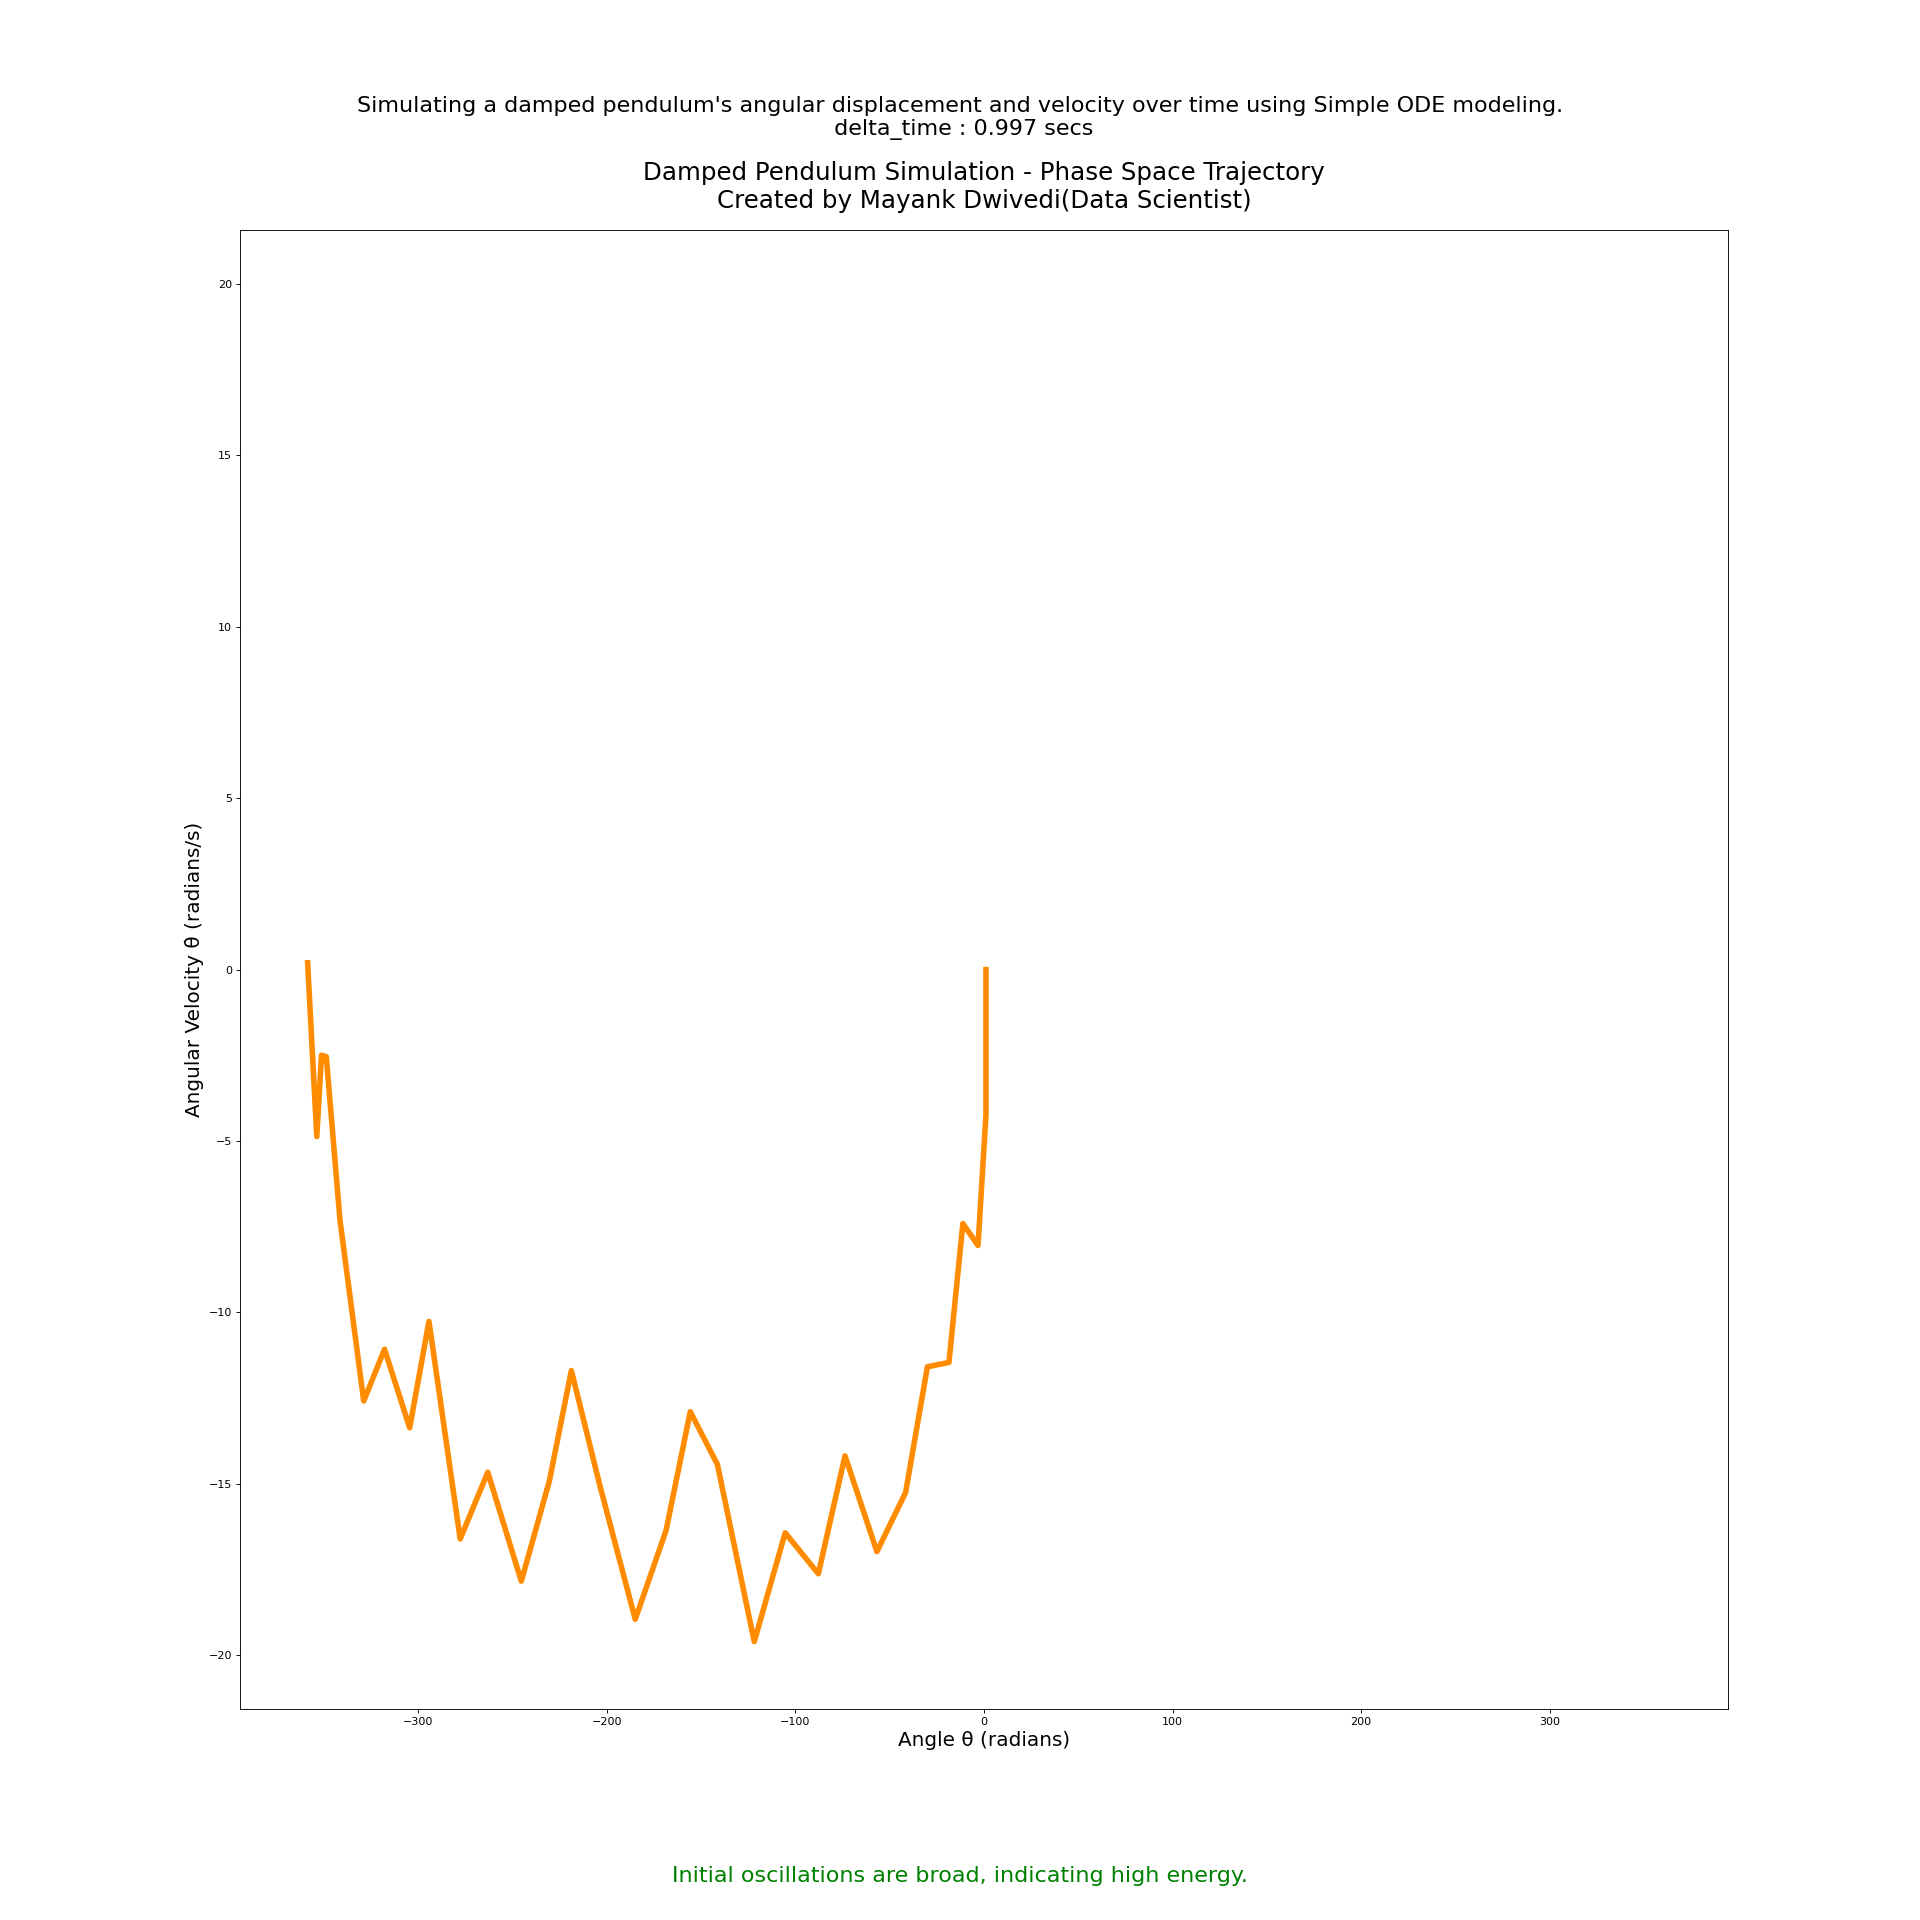 Simulating a damped pendulum's angular displacement and velocity over time using Simple ODE modeling.
delta_time : 0.997 secs
Damped Pendulum Simulation - Phase Space Trajectory
Created by Mayank Dwivedi(Data Scientist)
20
15
10
5
0
−5
−10
−15
−20
Angular Velocity θ (radians/s)
−300
−200
−100
0
100
200
300
Angle θ (radians)
Initial oscillations are broad, indicating high energy.